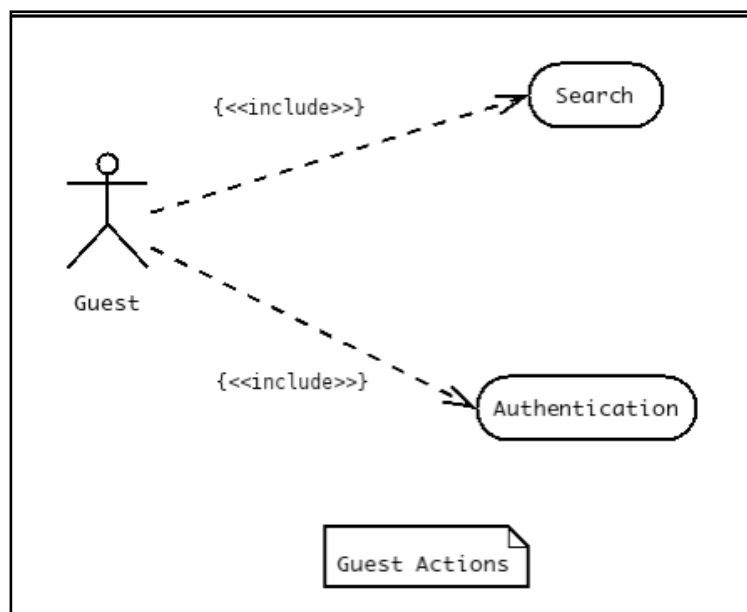 Search
{<<include>>}
Guest
{<<include>>}
Authentication
Guest Actions